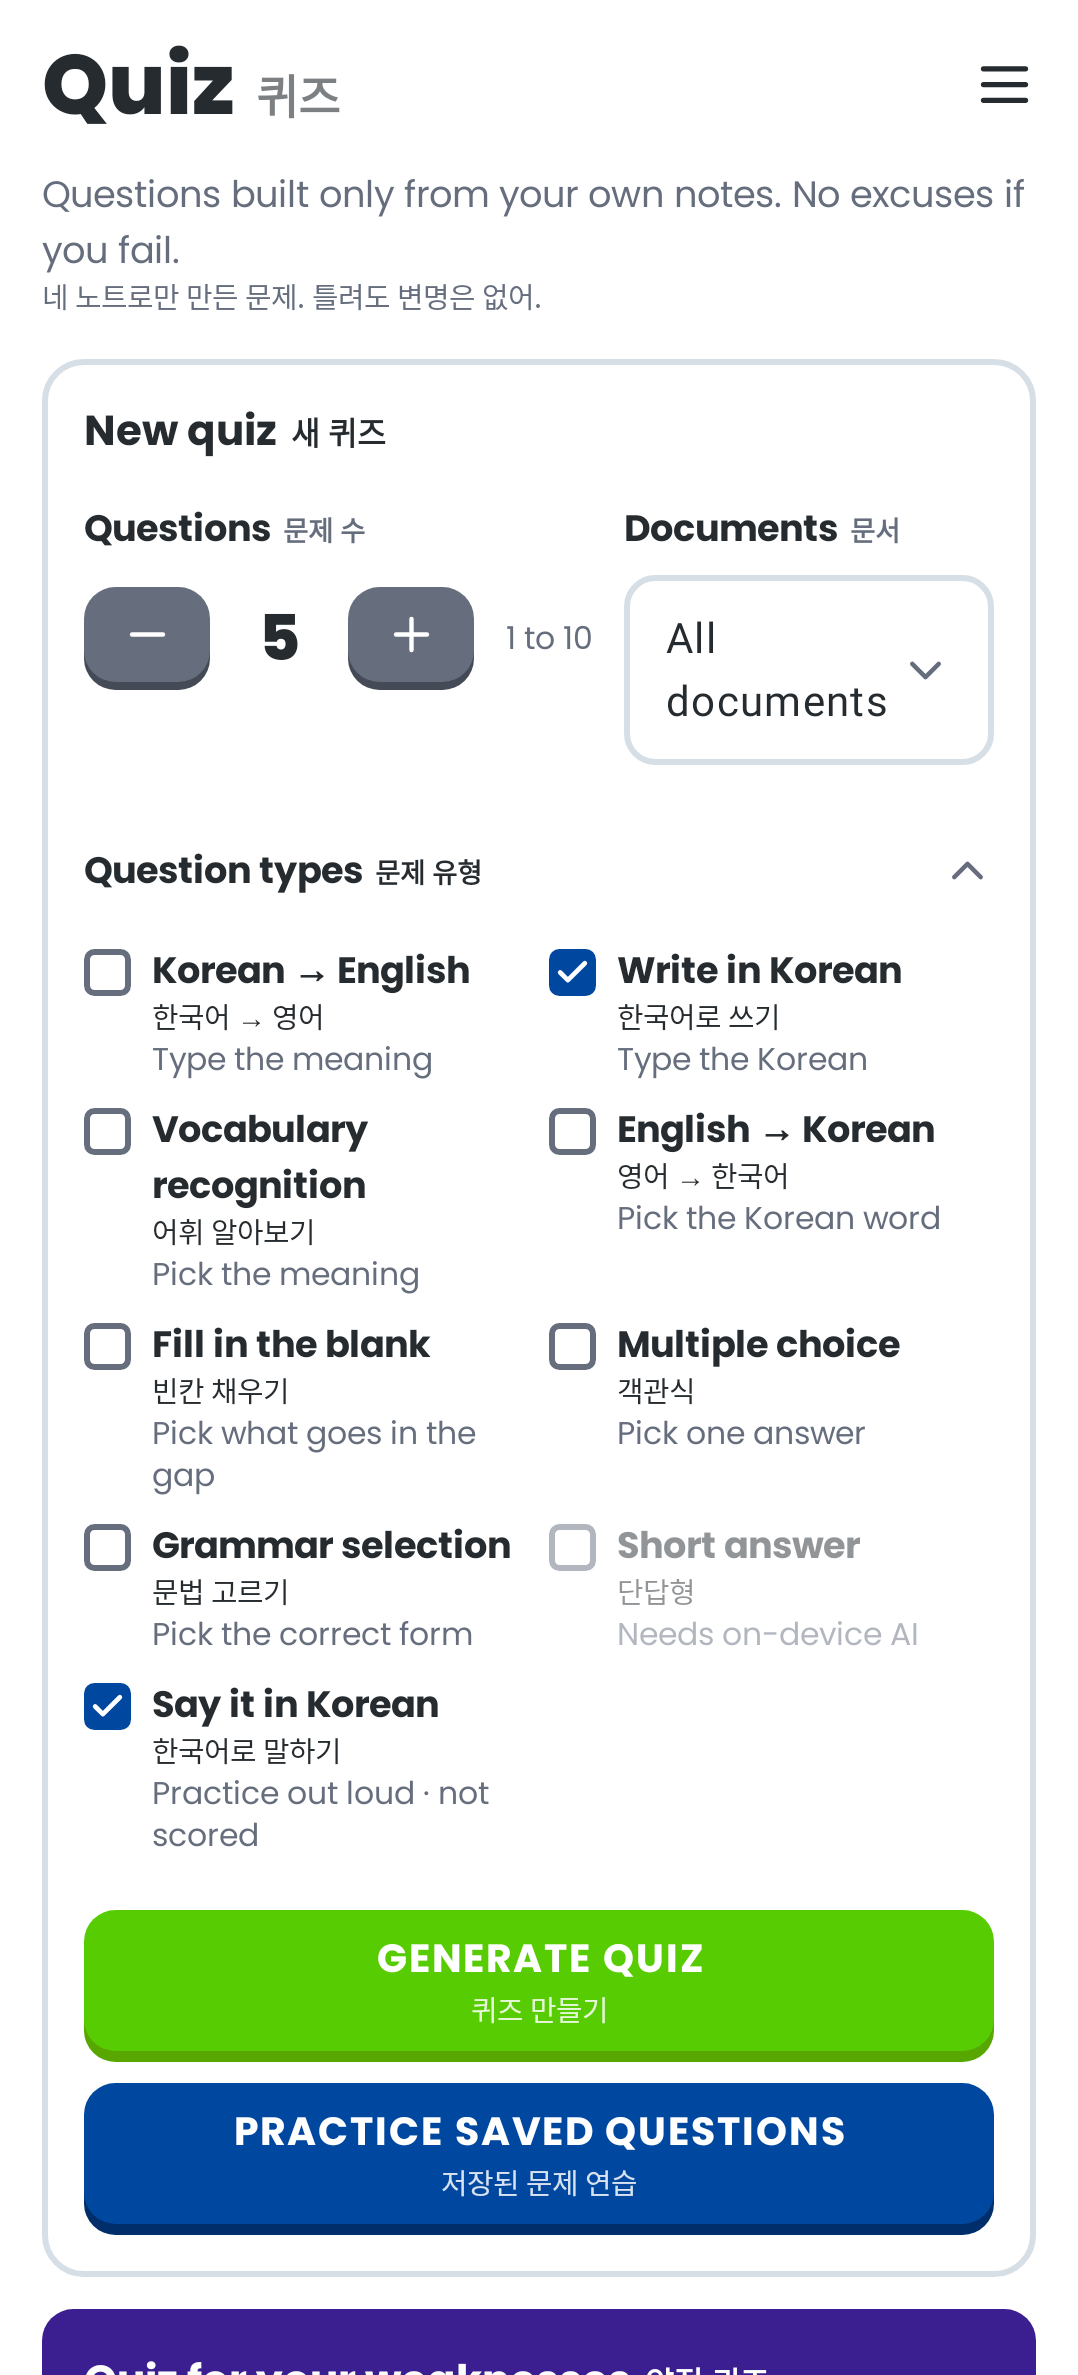 Quiz 퀴즈
Questions built only from your own notes. No excuses if
you fail.
네 노트로만 만든 문제. 틀려도 변명은 없어.
New quiz 새 퀴즈
Questions 문제 수
Documents 문서
5
1 to 10
All
documents
Question types 문제 유형
Korean → English
한국어 → 영어
Type the meaning
Write in Korean
한국어로 쓰기
Type the Korean
Vocabulary
recognition
어휘 알아보기
Pick the meaning
English → Korean
영어 → 한국어
Pick the Korean word
Fill in the blank
빈칸 채우기
Pick what goes in the
gap
Multiple choice
객관식
Pick one answer
Grammar selection
문법 고르기
Pick the correct form
Short answer
단답형
Needs on-device AI
Say it in Korean
한국어로 말하기
Practice out loud · not
scored
GENERATE QUIZ
퀴즈 만들기
PRACTICE SAVED QUESTIONS
저장된 문제 연습
Quiz for your weaknesses